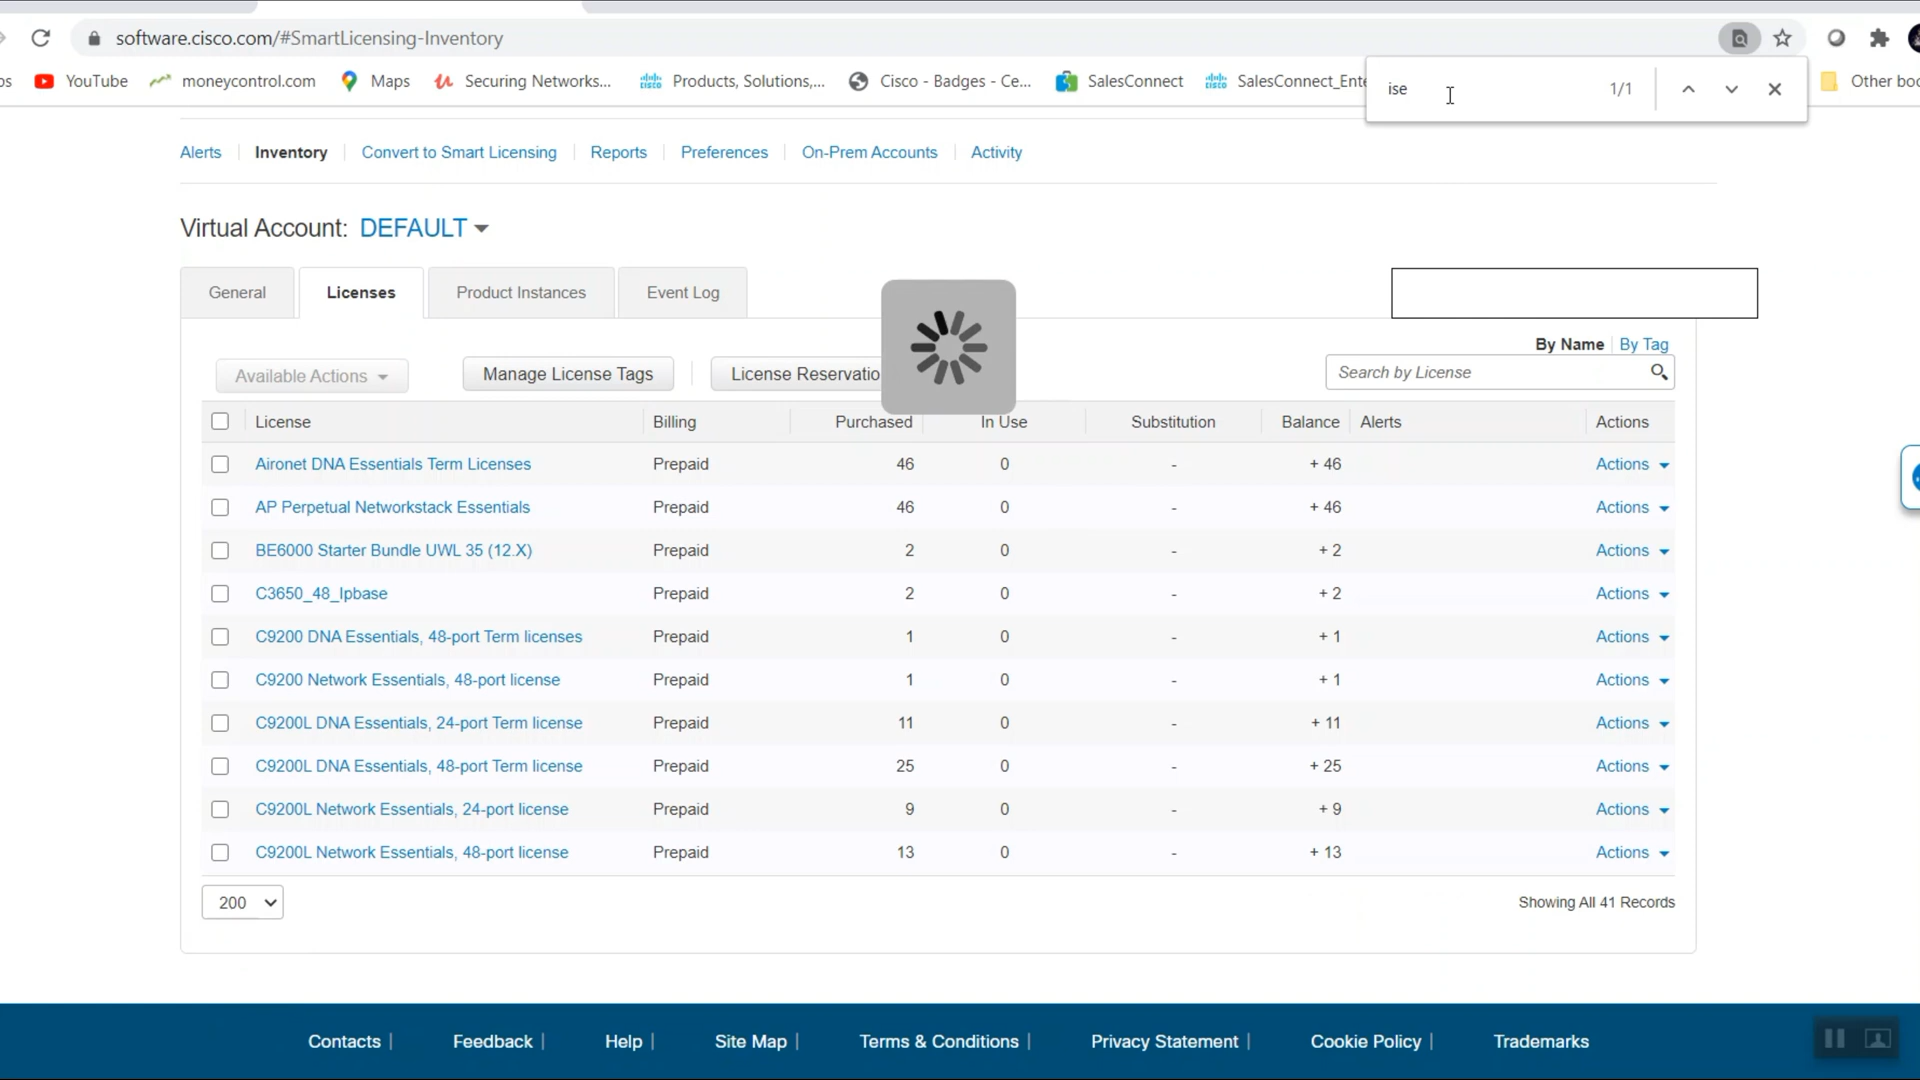 software.cisco.com/#SmartLicensing-Inventory
YouTube moneycontrol.com Maps Securing Networks... Products, Solutions,... Cisco - Badges - Ce... SalesConnect SalesConnect_Ente Other boo
ise 1/1
Alerts Inventory Convert to Smart Licensing Reports Preferences On-Prem Accounts Activity
Virtual Account: DEFAULT
General Licenses Product Instances Event Log
By Name By Tag
Available Actions Manage License Tags License Reservatio Search by License
License Billing Purchased In Use Substitution Balance Alerts Actions
Aironet DNA Essentials Term Licenses Prepaid 46 0 - + 46 Actions
AP Perpetual Networkstack Essentials Prepaid 46 0 - + 46 Actions
BE6000 Starter Bundle UWL 35 (12.X) Prepaid 2 0 - + 2 Actions
C3650_48_Ipbase Prepaid 2 0 - + 2 Actions
C9200 DNA Essentials, 48-port Term licenses Prepaid 1 0 - + 1 Actions
C9200 Network Essentials, 48-port license Prepaid 1 0 - + 1 Actions
C9200L DNA Essentials, 24-port Term license Prepaid 11 0 - + 11 Actions
C9200L DNA Essentials, 48-port Term license Prepaid 25 0 - + 25 Actions
C9200L Network Essentials, 24-port license Prepaid 9 0 - + 9 Actions
C9200L Network Essentials, 48-port license Prepaid 13 0 - + 13 Actions
200 Showing All 41 Records
Contacts | Feedback | Help | Site Map | Terms & Conditions | Privacy Statement | Cookie Policy | Trademarks